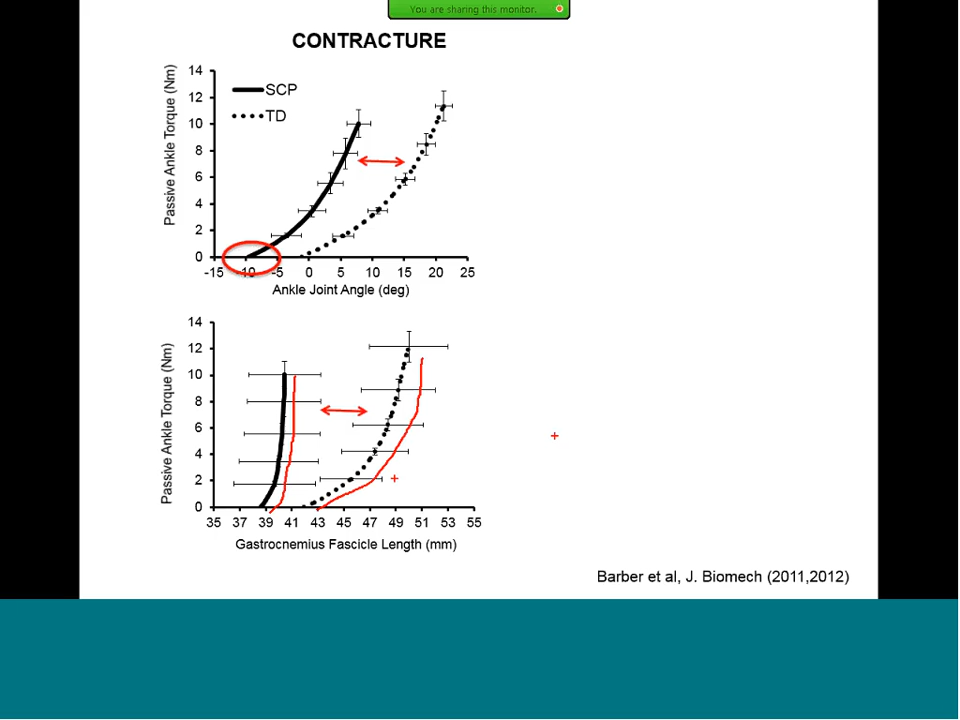 You are sharing this monitor.
CONTRACTURE
Passive Ankle Torque (Nm)
14
12
10
8
6
4
2
0
SCP
TD
-15 -10 -5 0 5 10 15 20 25
Ankle Joint Angle (deg)
Passive Ankle Torque (Nm)
14
12
10
8
6
4
2
0
35 37 39 41 43 45 47 49 51 53 55
Gastrocnemius Fascicle Length (mm)
Barber et al, J. Biomech (2011,2012)